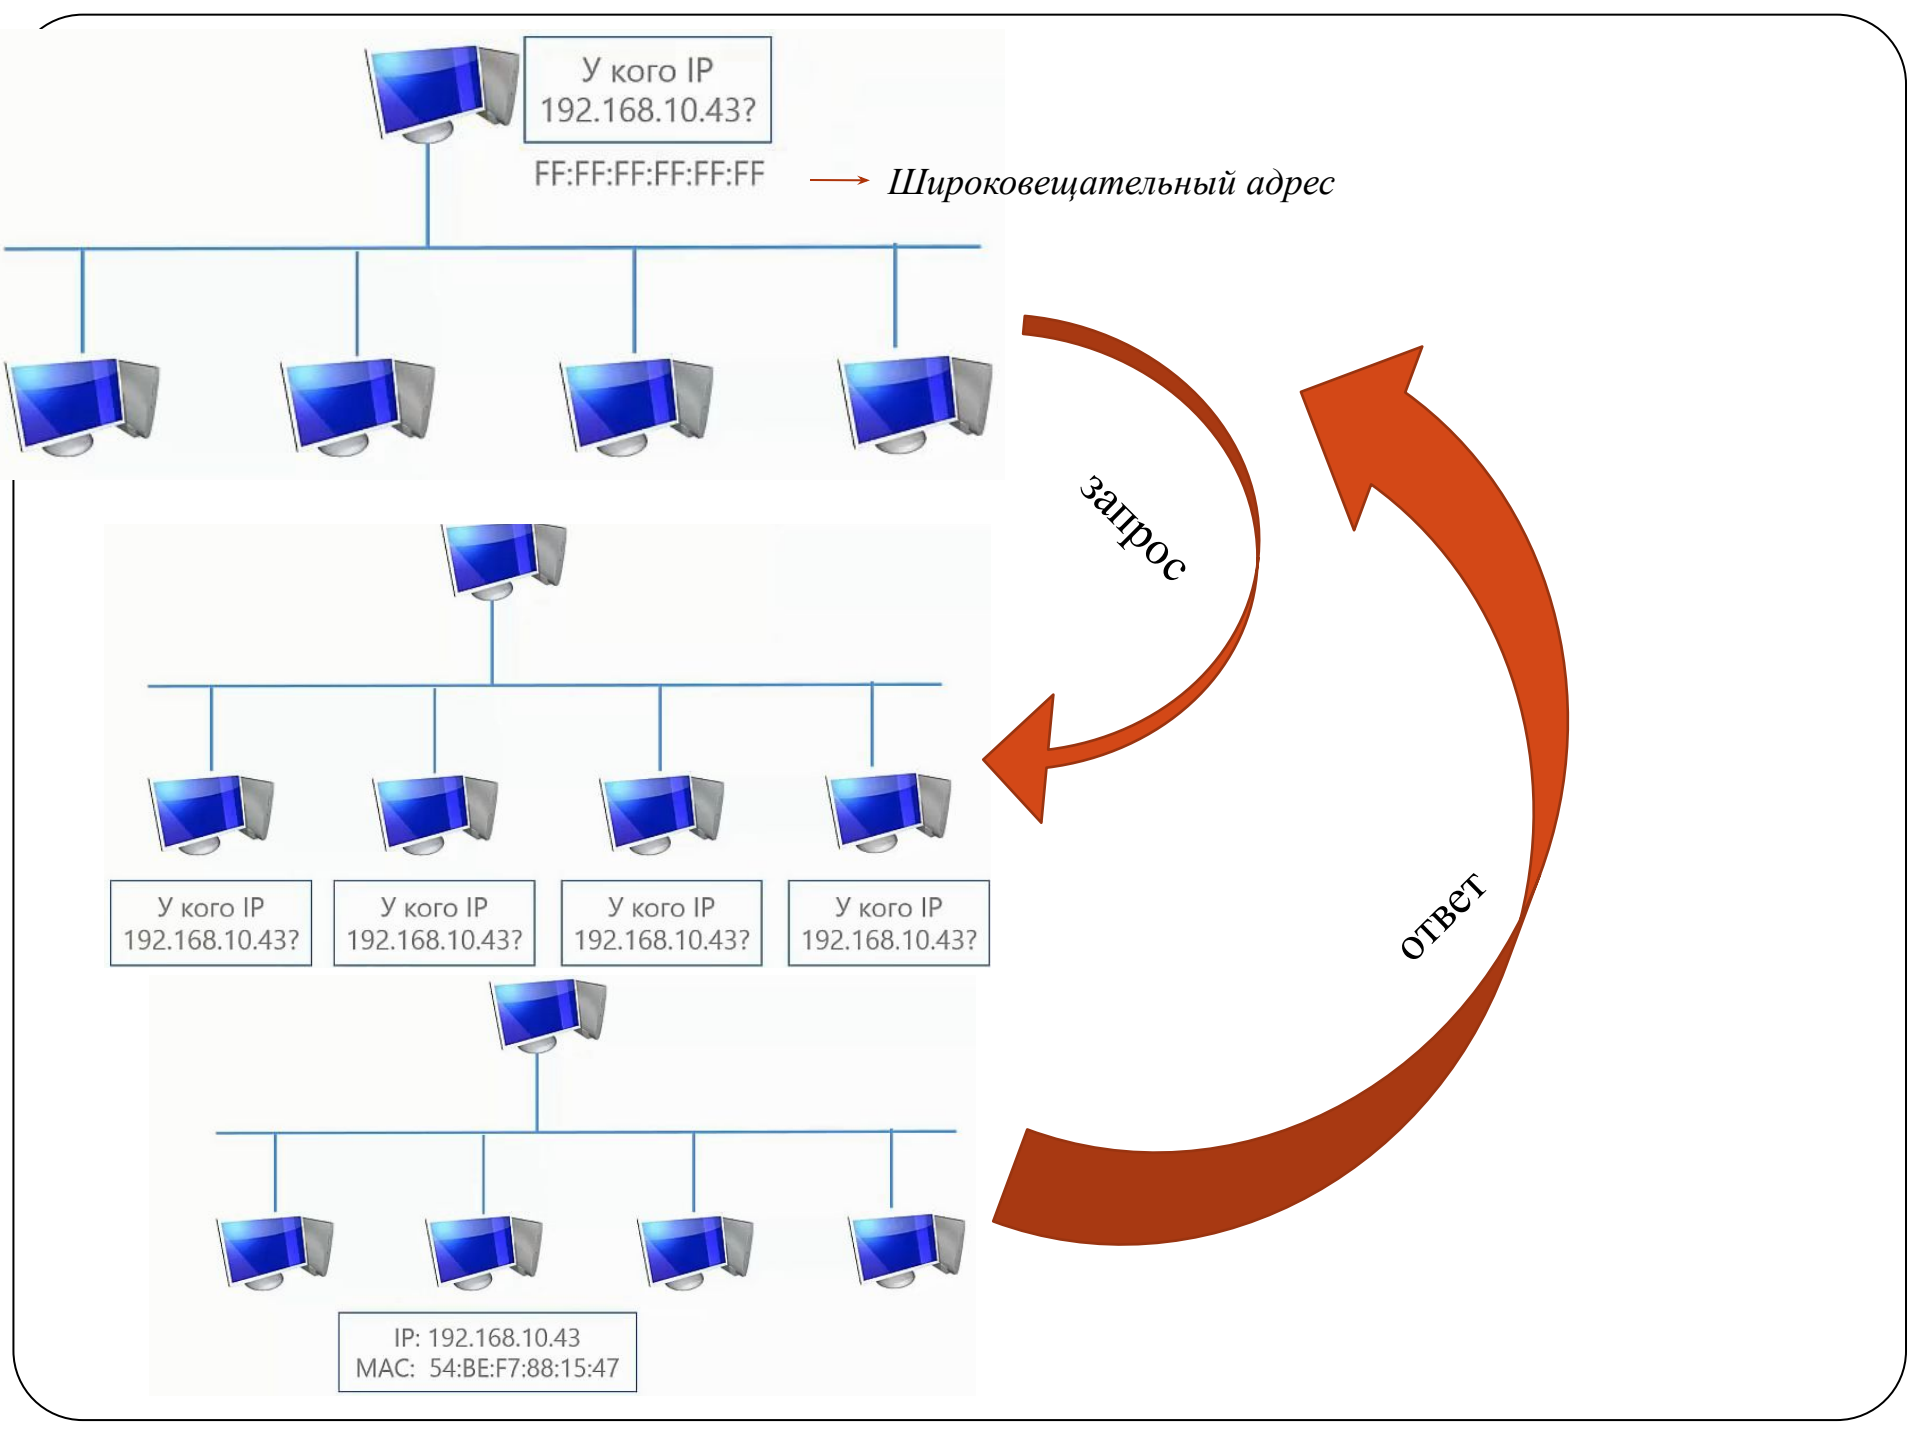 У кого IP
192.168.10.43?
FF:FF:FF:FF:FF:FF
Широковещательный адрес
запрос
У кого IP
192.168.10.43?
У кого IP
192.168.10.43?
У кого IP
192.168.10.43?
У кого IP
192.168.10.43?
ответ
IP: 192.168.10.43
MAC: 54:BE:F7:88:15:47